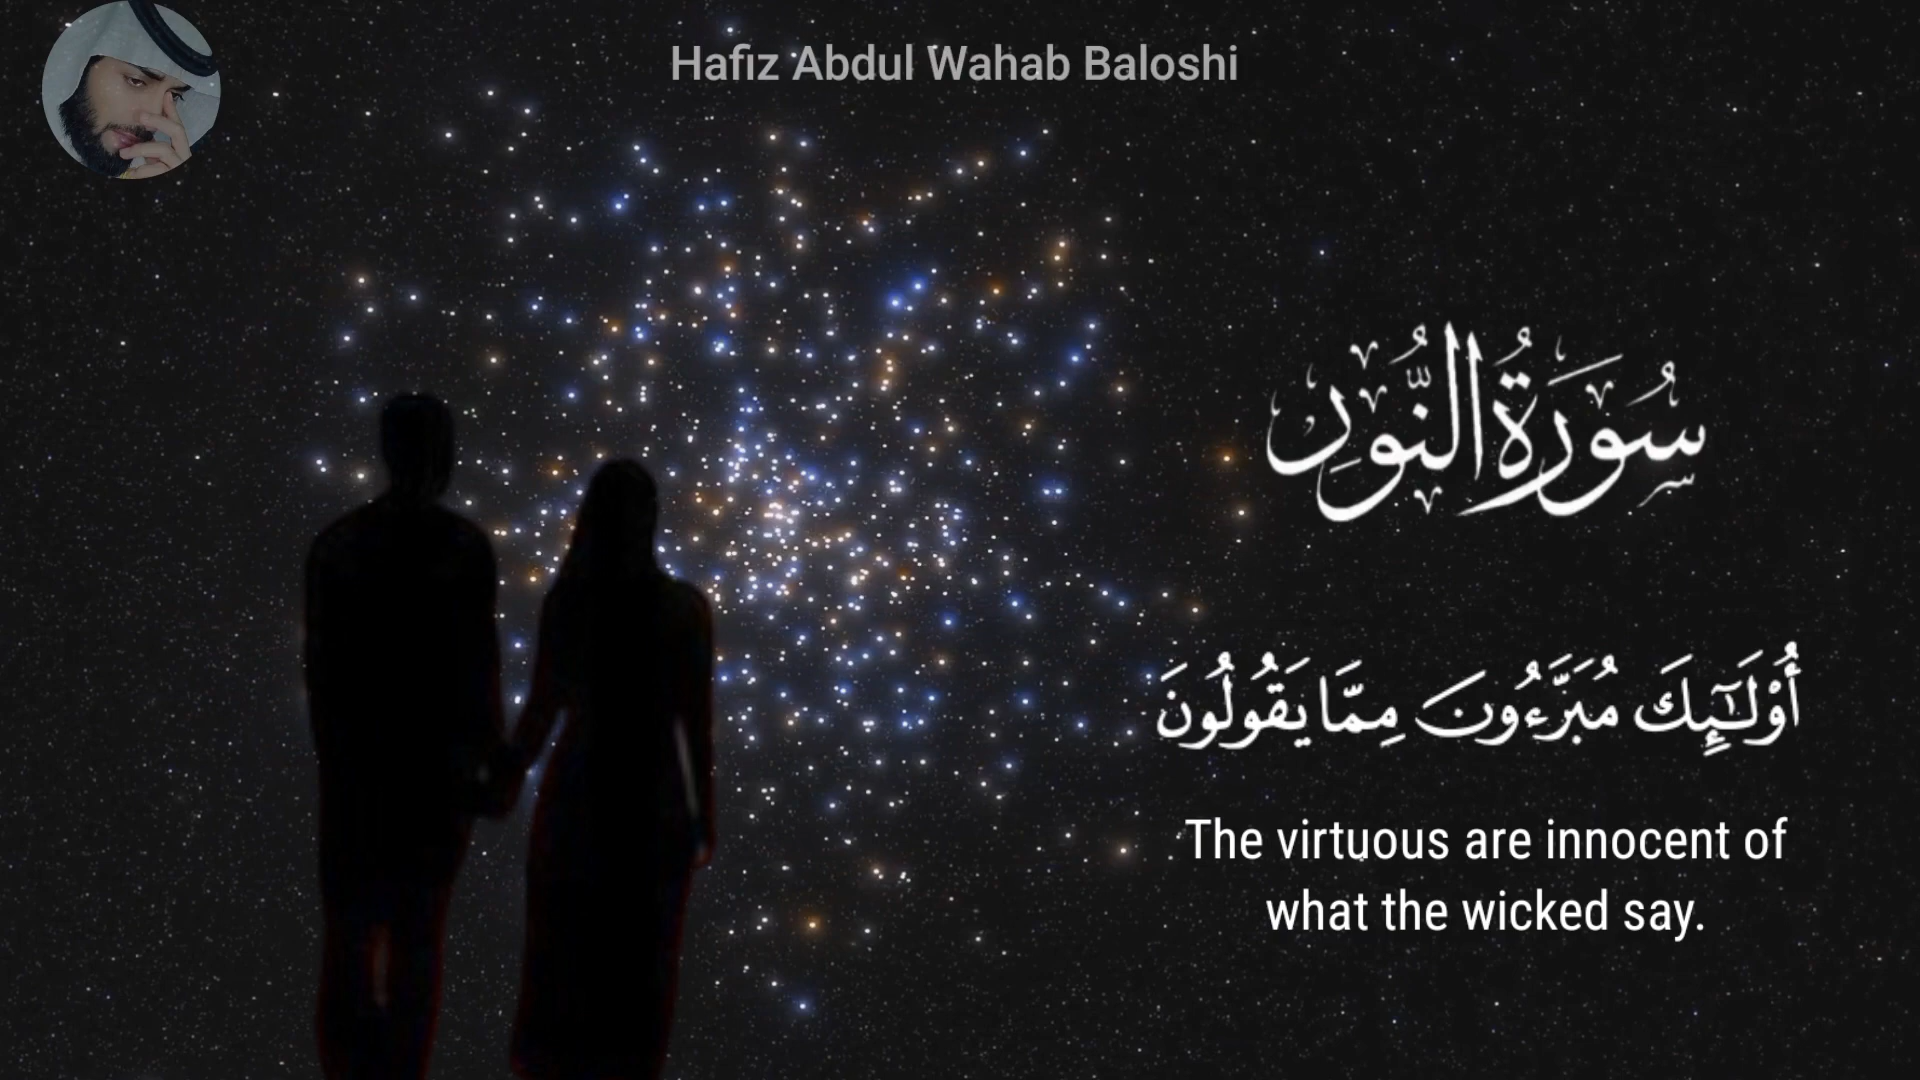 Hafiz Abdul Wahab Baloshi
سُورَةُ النُّورِ
أُوْلَـٰٓئِكَ مُبَرَّءُونَ مِمَّا يَقُولُونَ
The virtuous are innocent of
what the wicked say.